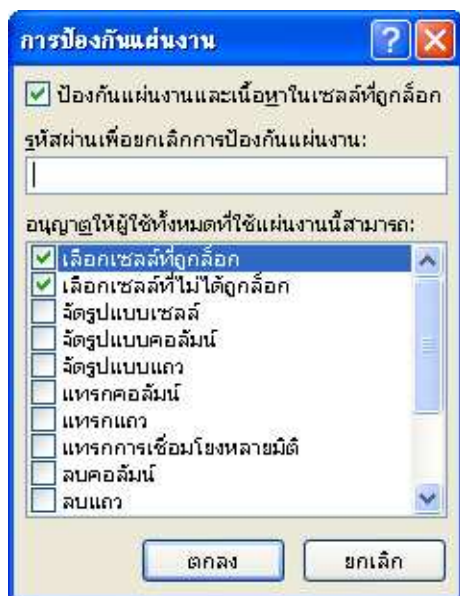 การป้องกันแผ่นงาน
ป้องกันแผ่นงานและเนื้อหาในเซลล์ที่ถูกล็อก
รหัสผ่านเพื่อยกเลิกการป้องกันแผ่นงาน:
อนุญาตให้ผู้ใช้ทั้งหมดที่ใช้แผ่นงานนี้สามารถ:
เลือกเซลล์ที่ถูกล็อก
เลือกเซลล์ที่ไม่ได้ถูกล็อก
จัดรูปแบบเซลล์
จัดรูปแบบคอลัมน์
จัดรูปแบบแถว
แทรกคอลัมน์
แทรกแถว
แทรกการเชื่อมโยงหลายมิติ
ลบคอลัมน์
ลบแถว
ตกลง ยกเลิก